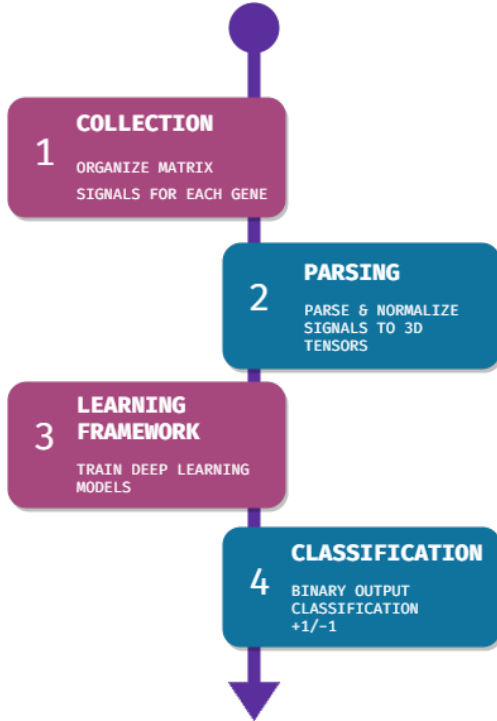 COLLECTION
1
ORGANIZE MATRIX
SIGNALS FOR EACH GENE
PARSING
2
PARSE & NORMALIZE
SIGNALS TO 3D
TENSORS
LEARNING
3
FRAMEWORK
TRAIN DEEP LEARNING
MODELS
CLASSIFICATION
4
BINARY OUTPUT
CLASSIFICATION
+1/-1